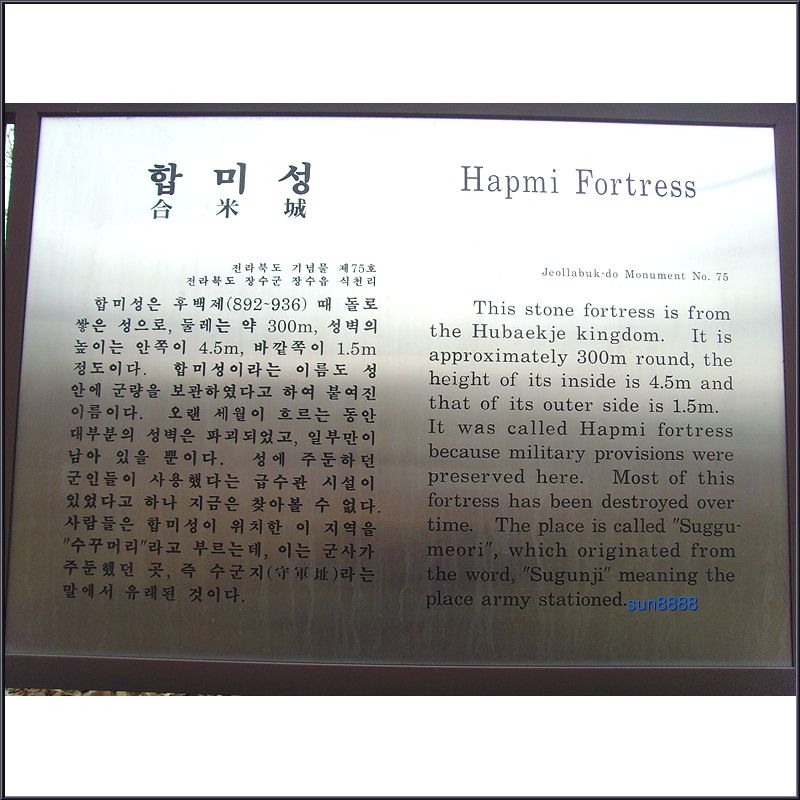 합미성
合米城
전라북도 기념물 제75호
전라북도 장수군 장수읍 식천리
합미성은 후백제(892~936) 때 돌로
쌓은 성으로, 둘레는 약 300m, 성벽의
높이는 안쪽이 4.5m, 바깥쪽이 1.5m
정도이다. 합미성이라는 이름도 성
안에 군량을 보관하였다고 하여 붙여진
이름이다. 오랜 세월이 흐르는 동안
대부분의 성벽은 파괴되었고, 일부만이
남아 있을 뿐이다. 성에 주둔하던
군인들이 사용했다는 급수관 시설이
있었다고 하나 지금은 찾아볼 수 없다.
사람들은 합미성이 위치한 이 지역을
"수꾸머리"라고 부르는데, 이는 군사가
주둔했던 곳, 즉 수군지(守軍址)라는
말에서 유래된 것이다.
Hapmi Fortress
Jeollabuk-do Monument No. 75
This stone fortress is from
the Hubaekje kingdom. It is
approximately 300m round, the
height of its inside is 4.5m and
that of its outer side is 1.5m.
It was called Hapmi fortress
because military provisions were
preserved here. Most of this
fortress has been destroyed over
time. The place is called "Suggu-
meori", which originated from
the word, "Sugunji" meaning the
place army stationed.
sun8888